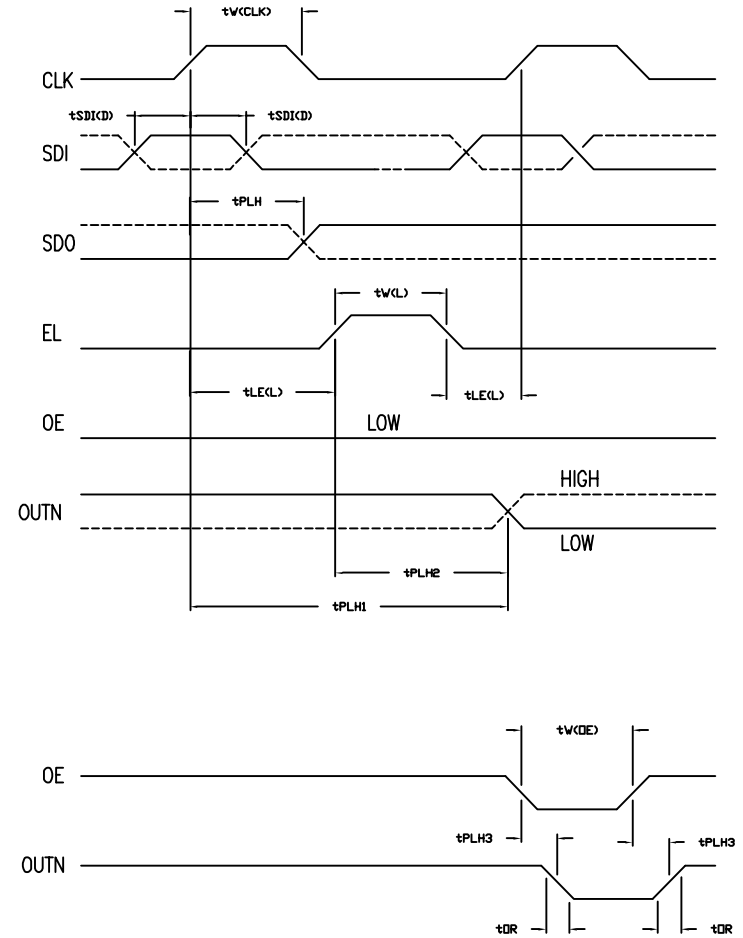 tW(CLK)
CLK
tSDI(D) tSDI(D)
SDI
tPLH
SDO
tW(L)
EL
tLE(L) tLE(L)
OE LOW
HIGH
OUTN
LOW
tPLH2
tPLH1
tW(OE)
OE
tPLH3 tPLH3
OUTN
tOR tOR